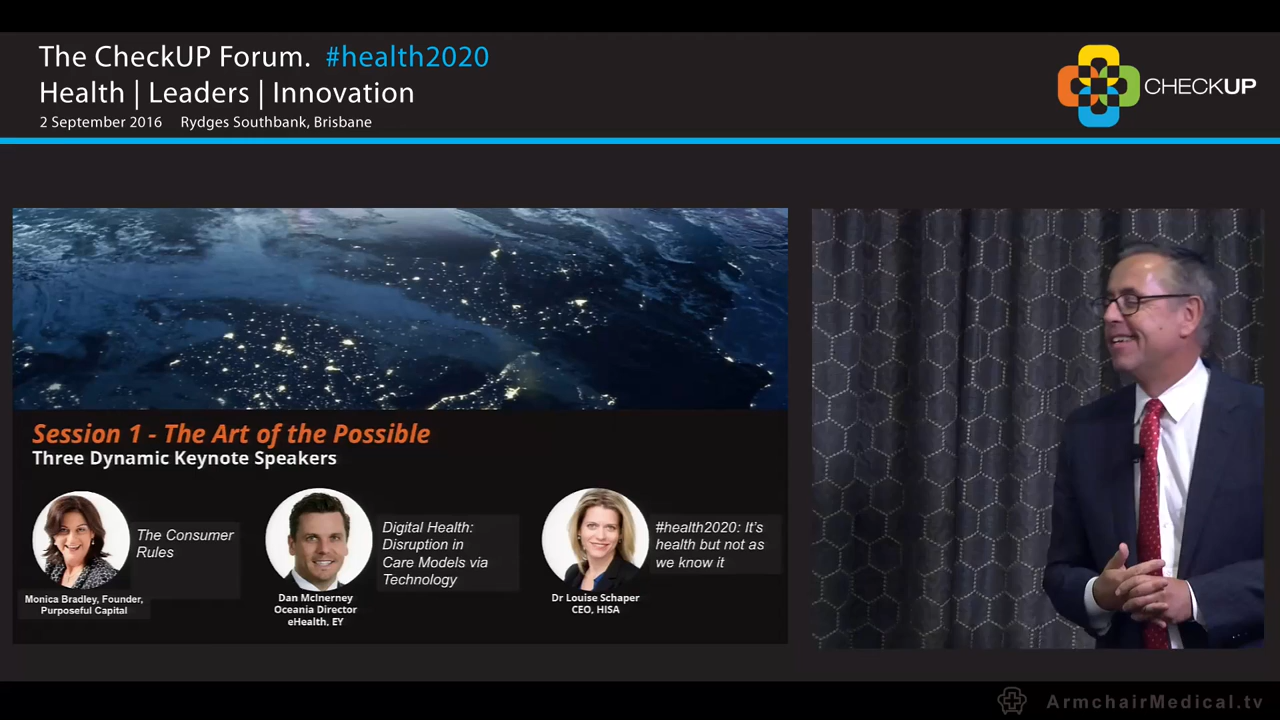 The CheckUP Forum. #health2020
Health | Leaders | Innovation
2 September 2016 Rydges Southbank, Brisbane
CHECKUP
Session 1 - The Art of the Possible
Three Dynamic Keynote Speakers
The Consumer
Rules
Monica Bradley, Founder,
Purposeful Capital
Digital Health:
Disruption in
Care Models via
Technology
Dan McInerney
Oceania Director
eHealth, EY
#health2020: It's
health but not as
we know it
Dr Louise Schaper
CEO, HISA
ArmchairMedical.tv